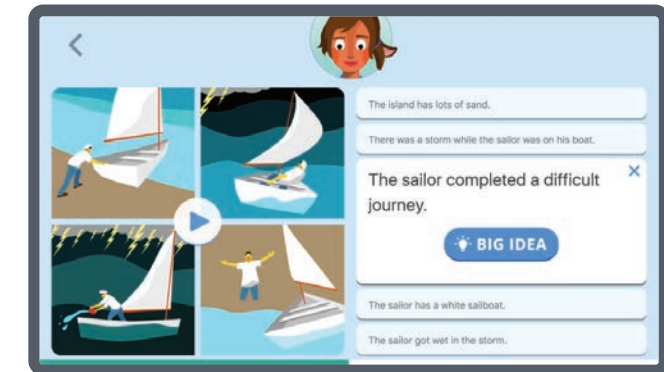 The island has lots of sand.
There was a storm while the sailor was on his boat.
The sailor completed a difficult
journey.
BIG IDEA
The sailor has a white sailboat.
The sailor got wet in the storm.